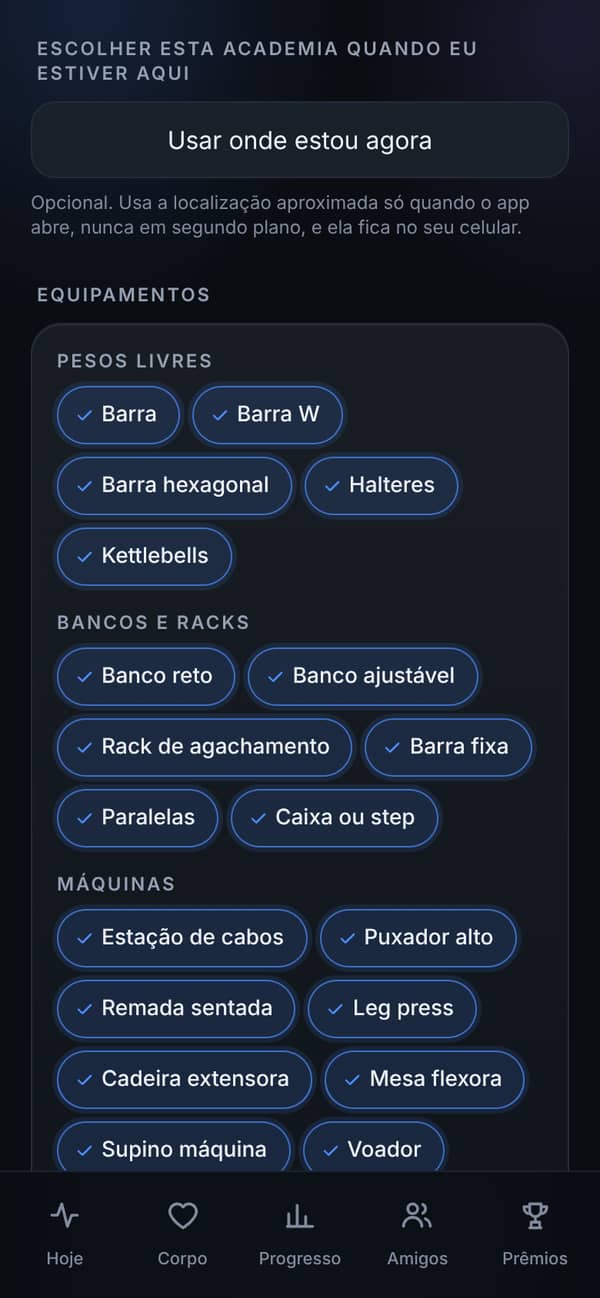 ESCOLHER ESTA ACADEMIA QUANDO EU
ESTIVER AQUI
Usar onde estou agora
Opcional. Usa a localização aproximada só quando o app
abre, nunca em segundo plano, e ela fica no seu celular.
EQUIPAMENTOS
PESOS LIVRES
Barra
Barra W
Barra hexagonal
Halteres
Kettlebells
BANCOS E RACKS
Banco reto
Banco ajustável
Rack de agachamento
Barra fixa
Paralelas
Caixa ou step
MÁQUINAS
Estação de cabos
Puxador alto
Remada sentada
Leg press
Cadeira extensora
Mesa flexora
Supino máquina
Voador
Hoje
Corpo
Progresso
Amigos
Prêmios